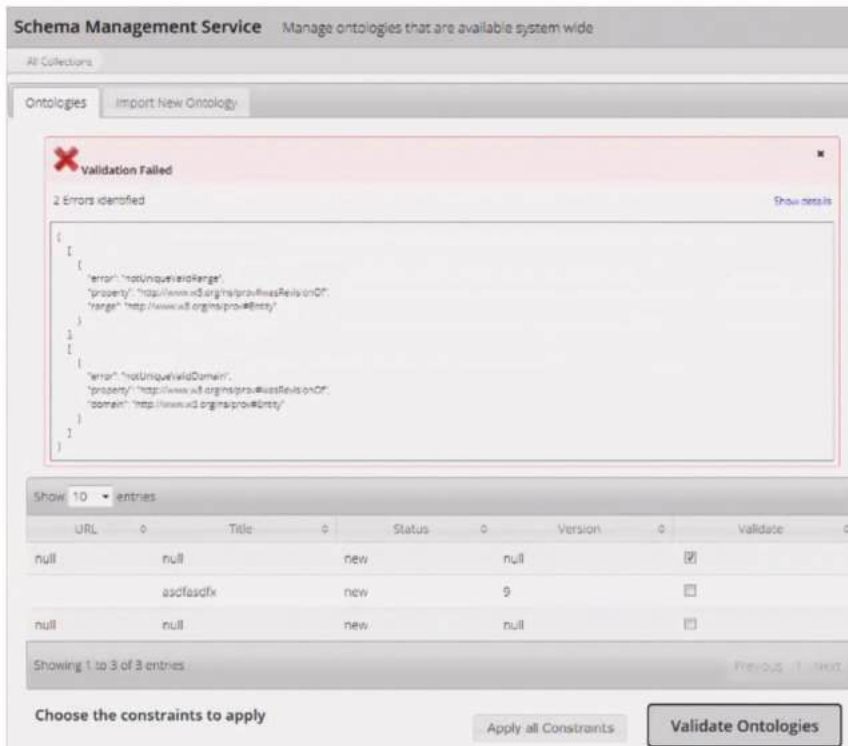 Schema Management Service Manage ontologies that are available system wide
All Collections
Ontologies Import New Ontology
Validation Failed
2 Errors identified Show details
{
[
{
"error": "notUniqueValidRange",
"property": "http://www.w3.org/ns/prov#wasRevisionOf",
"range": "http://www.w3.org/ns/prov#Entity"
}
],
[
{
"error": "notUniqueValidDomain",
"property": "http://www.w3.org/ns/prov#wasRevisionOf",
"domain": "http://www.w3.org/ns/prov#Entity"
}
]
}
Show 10 entries
URL Title Status Version Validate
null null new null
asdfasdfx new 9
null null new null
Showing 1 to 3 of 3 entries Previous 1 Next
Choose the constraints to apply Apply all Constraints Validate Ontologies